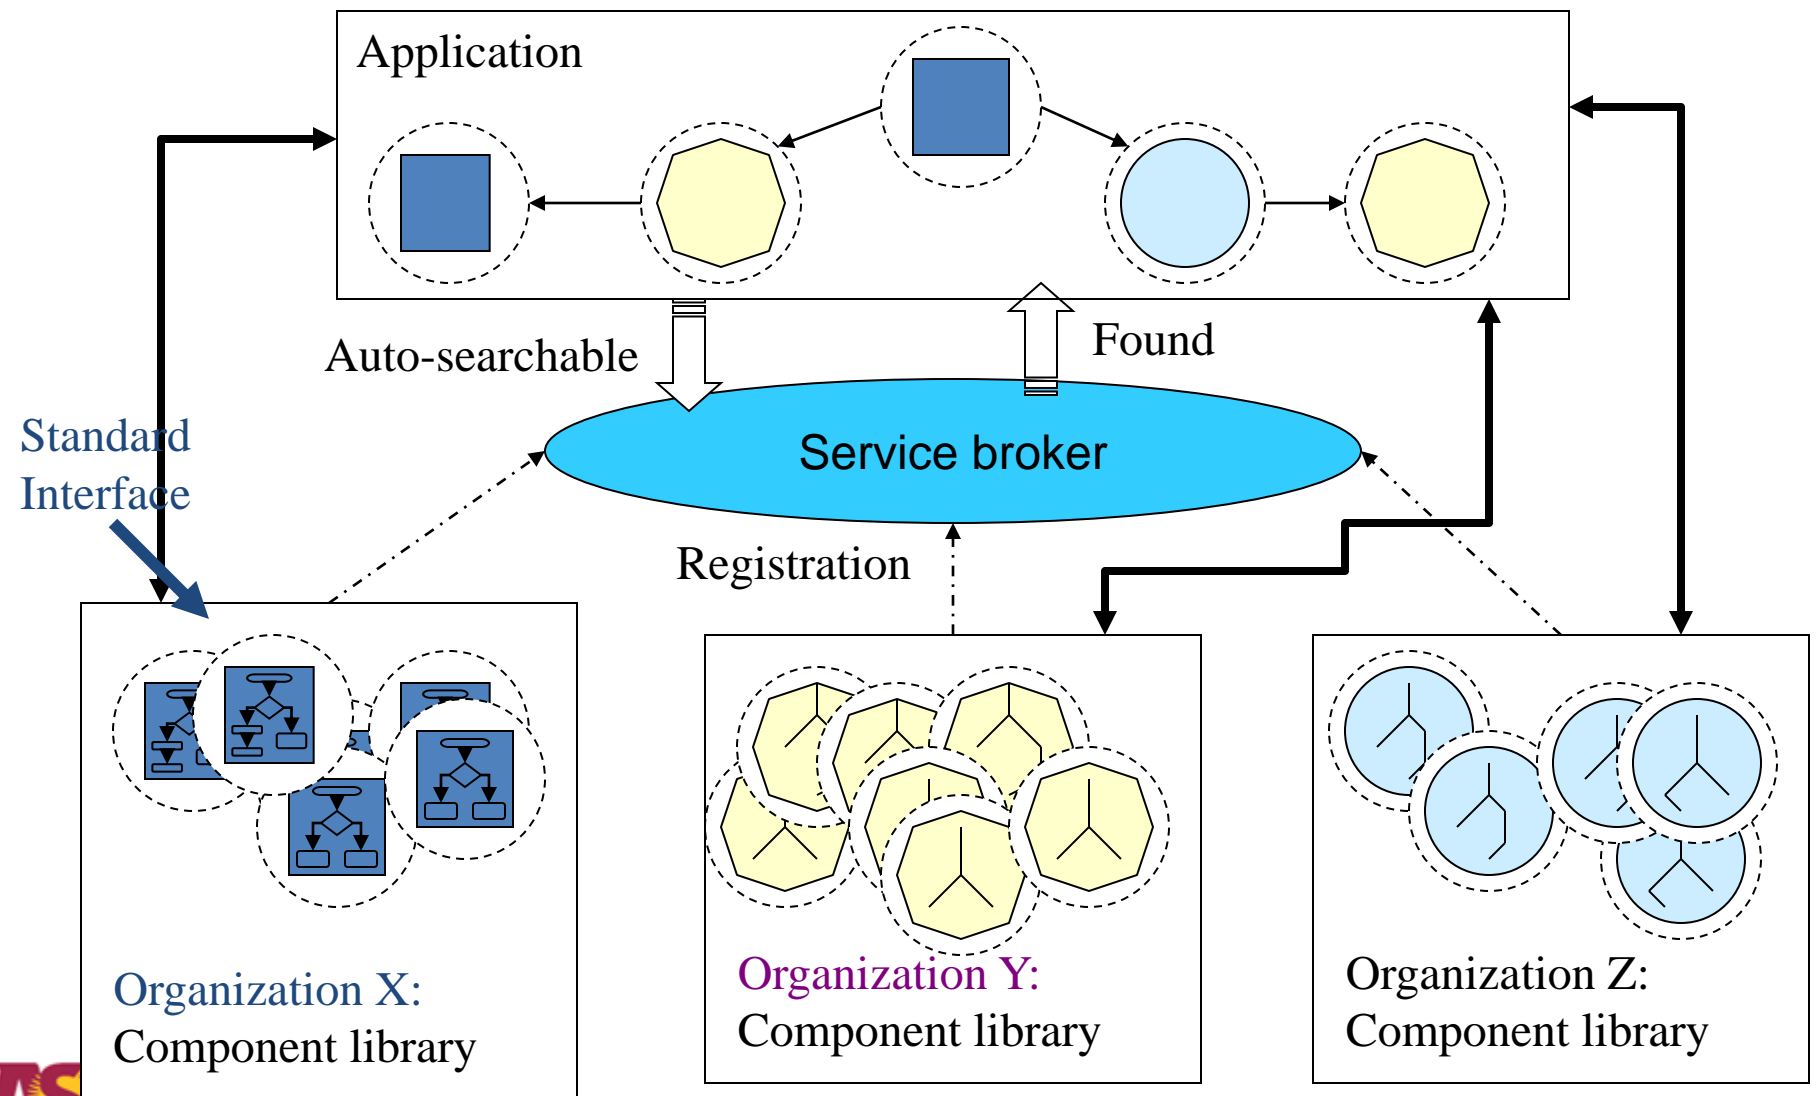 Application
Auto-searchable
Found
Standard
Interface
Service broker
Registration
Organization X:
Component library
Organization Y:
Component library
Organization Z:
Component library